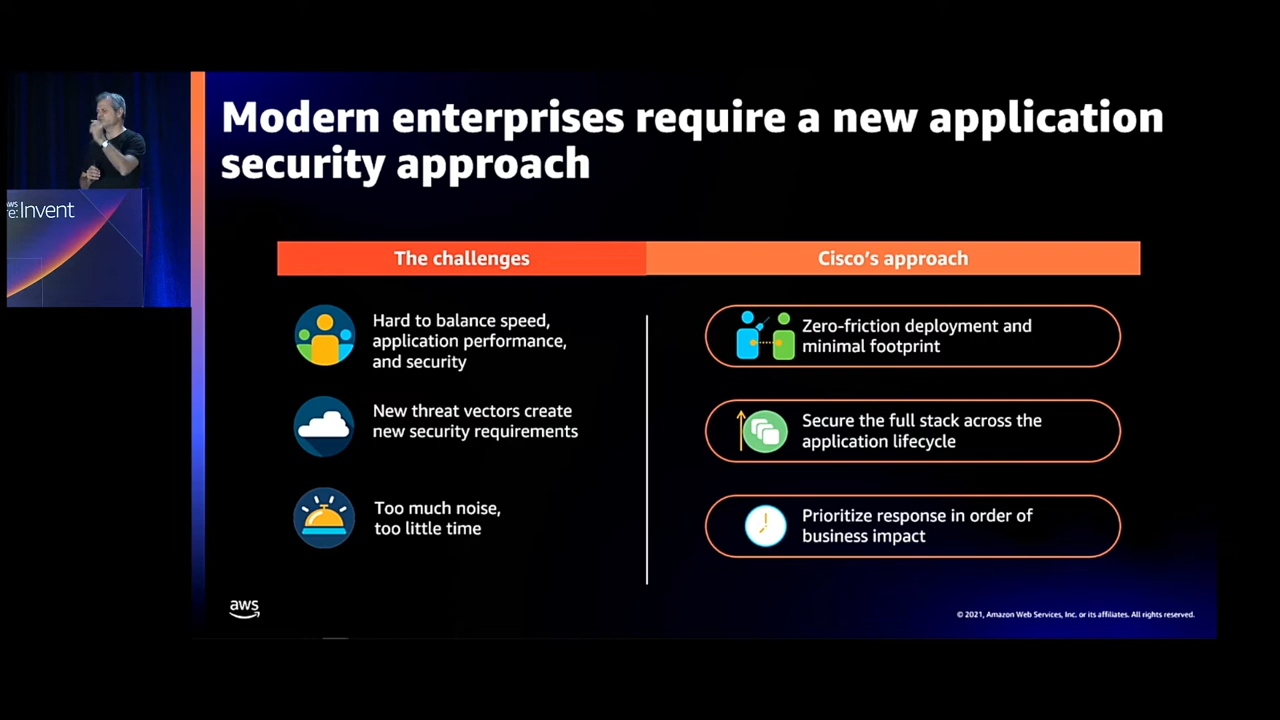 Modern enterprises require a new application
security approach
aws
re:Invent
The challenges
Cisco's approach
Hard to balance speed,
application performance,
and security
Zero-friction deployment and
minimal footprint
New threat vectors create
new security requirements
Secure the full stack across the
application lifecycle
Too much noise,
too little time
Prioritize response in order of
business impact
aws
© 2021, Amazon Web Services, Inc. or its affiliates. All rights reserved.